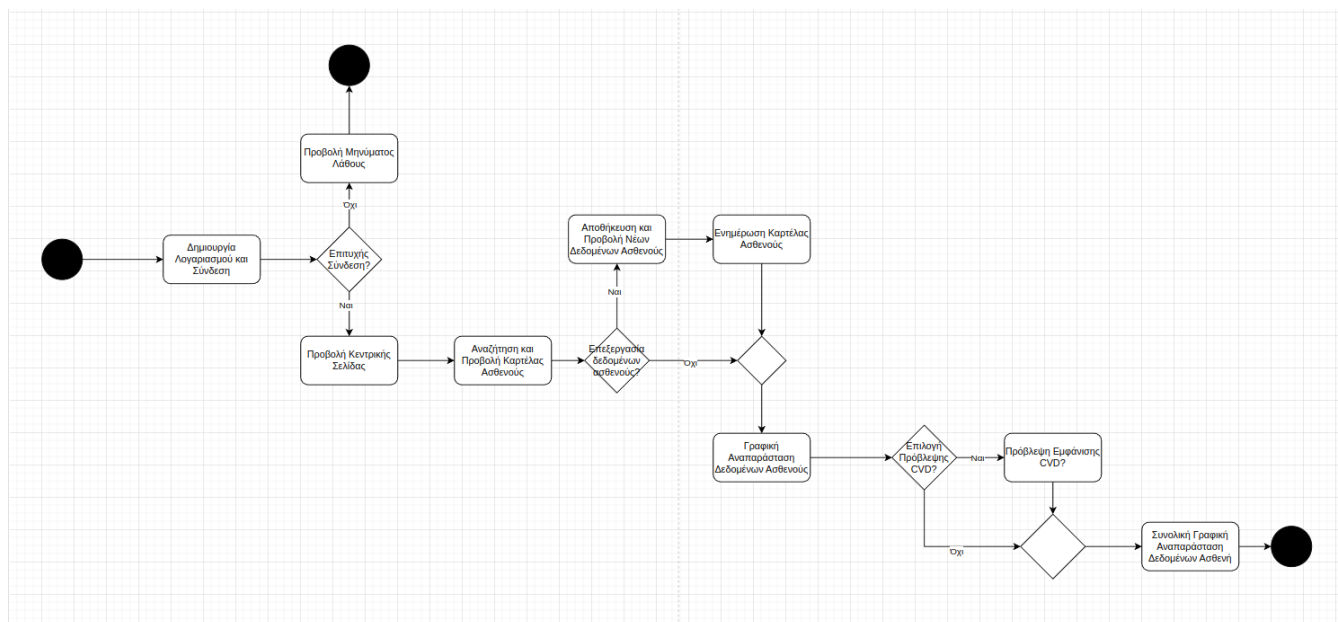 Προβολή Μηνύματος
Λάθους
Όχι
Δημιουργία
Λογαριασμού και
Σύνδεση
Επιτυχής
Σύνδεση?
Ναι
Προβολή Κεντρικής
Σελίδας
Αναζήτηση και
Προβολή Καρτέλας
Ασθενούς
Αποθήκευση και
Προβολή Νέων
Δεδομένων Ασθενούς
Ενημέρωση Καρτέλας
Ασθενούς
Ναι
Επεξεργασία
δεδομένων
ασθενούς?
Όχι
Γραφική
Αναπαράσταση
Δεδομένων Ασθενούς
Επιλογή
Πρόβλεψης
CVD?
Ναι
Πρόβλεψη Εμφάνισης
CVD?
Όχι
Συνολική Γραφική
Αναπαράσταση
Δεδομένων Ασθενή